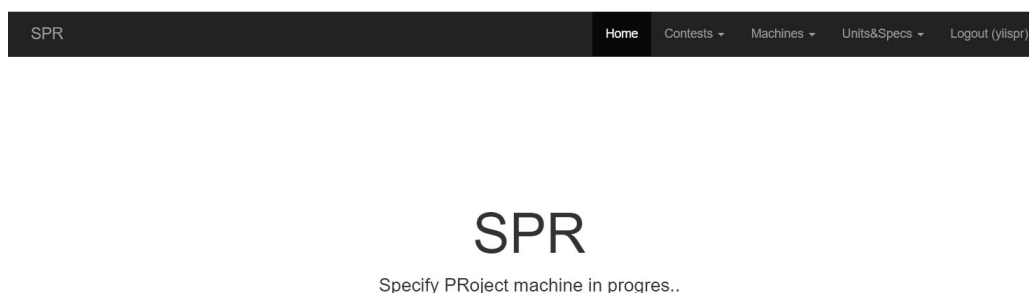 SPR Home Contests Machines Units&Specs Logout (yiispr)
SPR
Specify PRoject machine in progres..